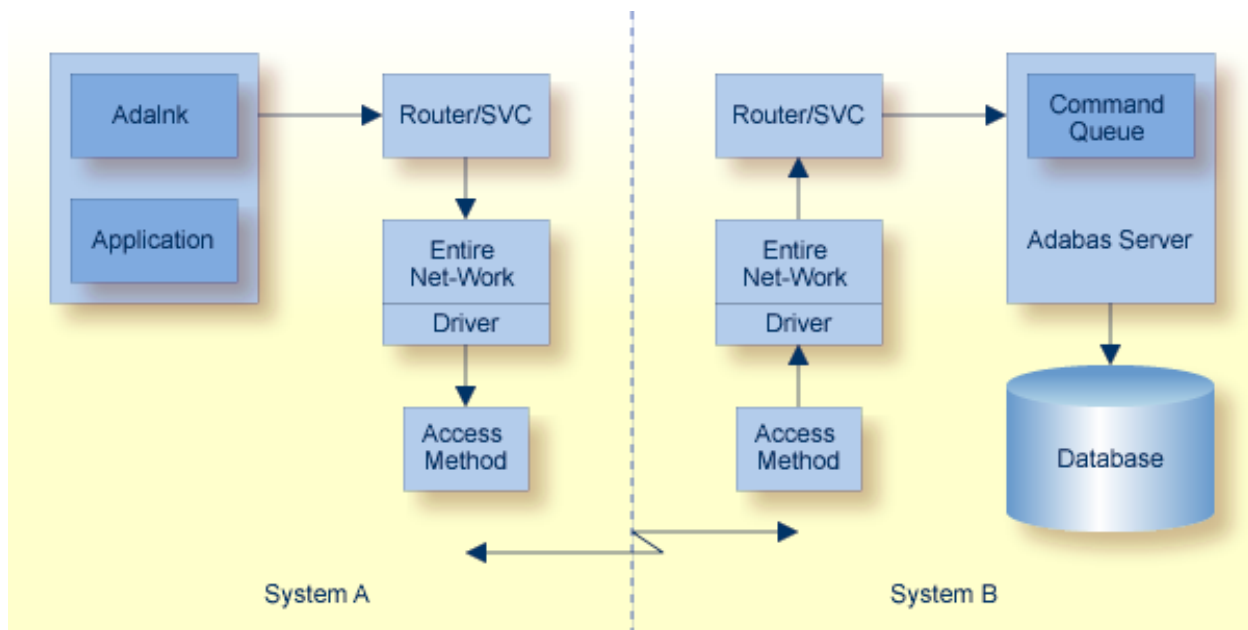 Adalnk
Application
Router/SVC
Entire
Net-Work
Driver
Access
Method
System A
Router/SVC
Entire
Net-Work
Driver
Access
Method
Command
Queue
Adabas Server
Database
System B